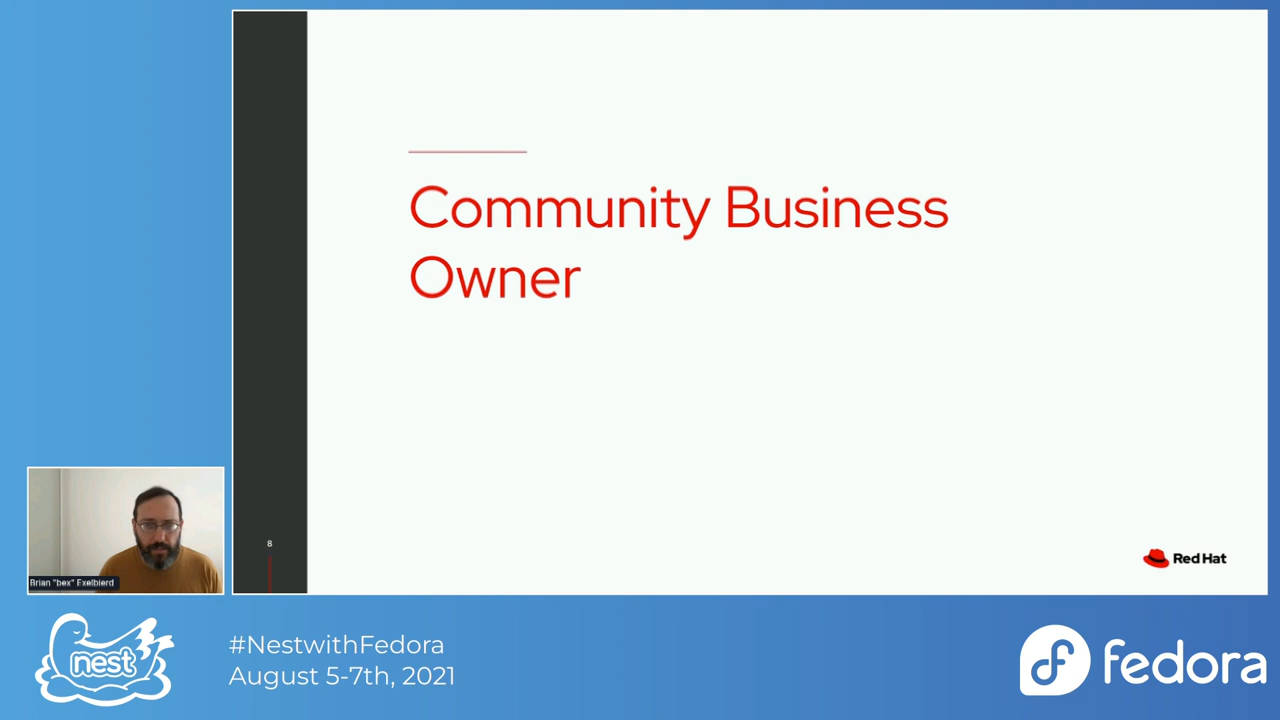 Community Business
Owner
8
Red Hat
Brian "bex" Exelbierd
nest
#NestwithFedora
August 5-7th, 2021
fedora